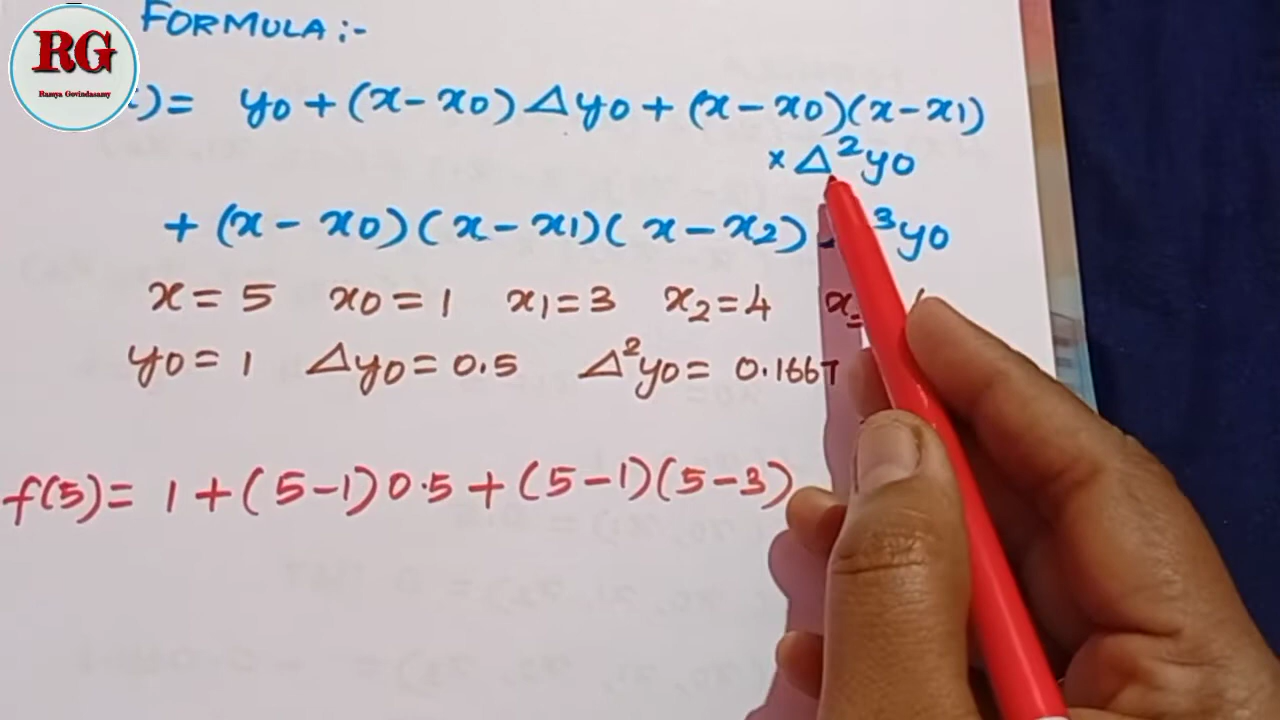 RG
Ramya Govindasamy
FORMULA :-
)= y0 + (x - x0) Δy0 + (x - x0)(x - x1)
× Δ²y0
+ (x - x0)(x - x1)(x - x2) ³y0
x = 5 x0 = 1 x1 = 3 x2 = 4
y0 = 1 Δy0 = 0.5 Δ²y0 = 0.1667
f(5) = 1 + (5-1) 0.5 + (5-1)(5-3)